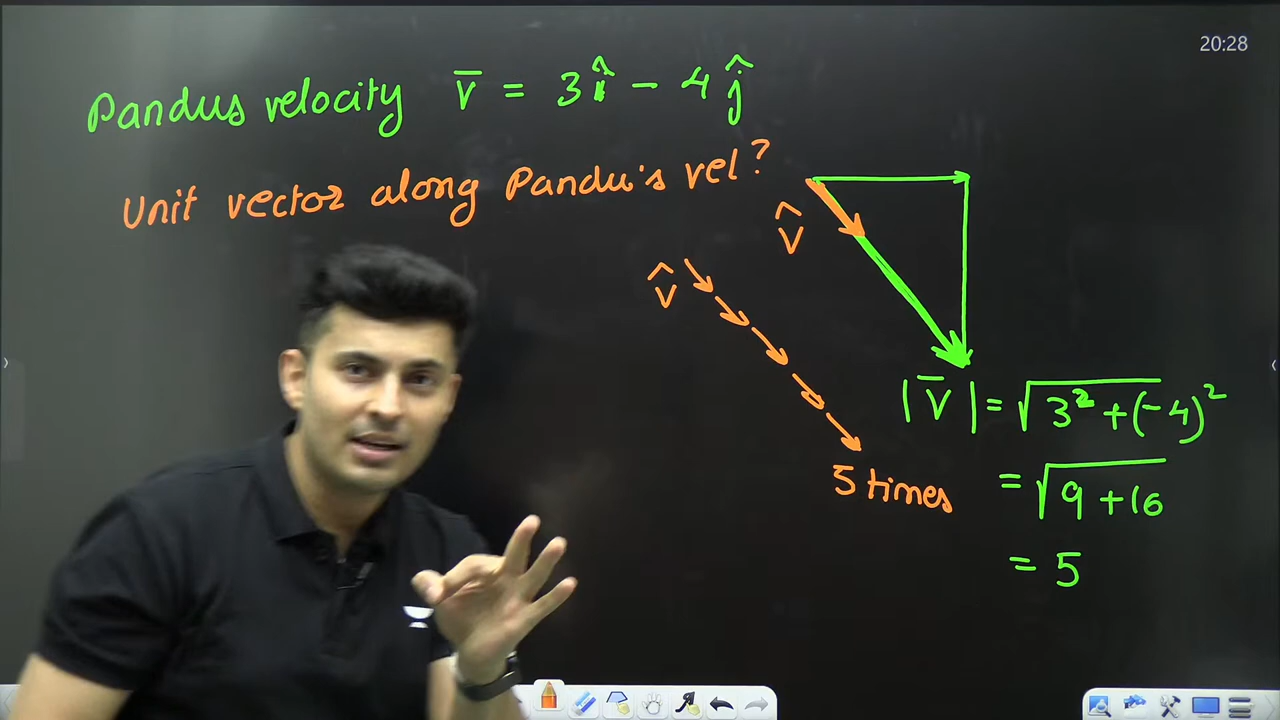 20:28
Pandus velocity v̅ = 3î - 4ĵ
Unit vector along Pandu's vel?
v̂
v̂
5 times
|v̅| = √3² + (-4)²
= √9 + 16
= 5